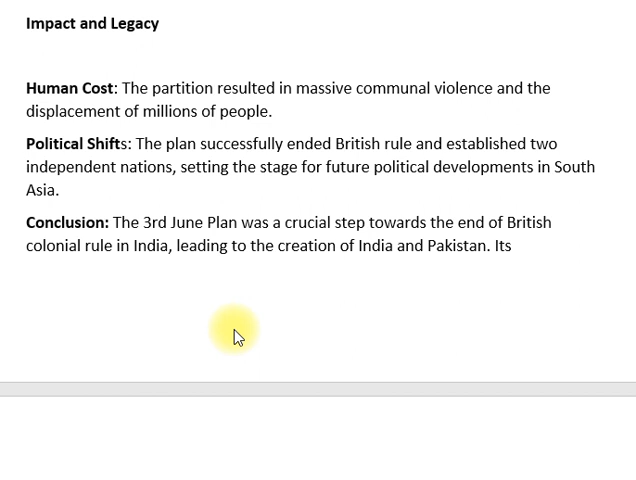 Impact and Legacy
Human Cost: The partition resulted in massive communal violence and the
displacement of millions of people.
Political Shifts: The plan successfully ended British rule and established two
independent nations, setting the stage for future political developments in South
Asia.
Conclusion: The 3rd June Plan was a crucial step towards the end of British
colonial rule in India, leading to the creation of India and Pakistan. Its